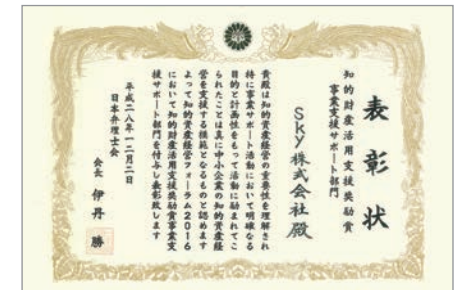 表彰状
知的財産活用支援奨励賞
事業支援サポート部門
Sky株式会社殿
貴殿は知的資産経営の重要性を理解され
特に事業サポート活動において明確なる
目的と計画性をもって活動に励まれてこ
られたことは真に中小企業の知的資産経
営を支援する模範となるものと認めます
よって知的資産経営フォーラム2016
において知的財産活用支援奨励賞事業支
援サポート部門を付与し表彰致します
平成二八年一二月二日
日本弁理士会
会長 伊丹 勝